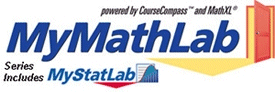 powered by CourseCompass™ and MathXL®
MyMathLab®
Series
Includes MyStatLab